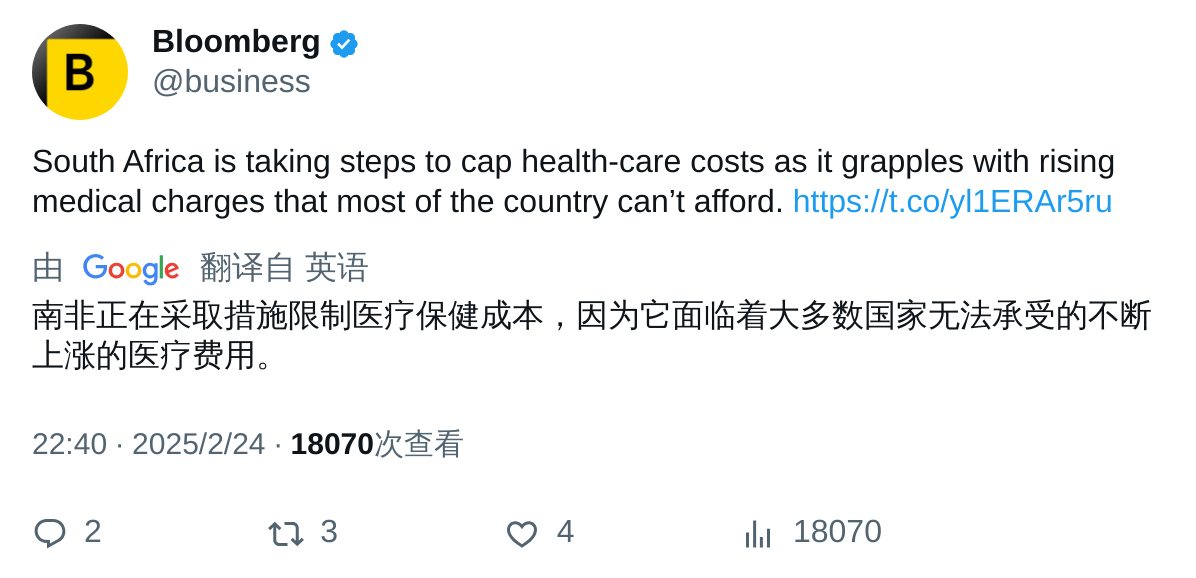 B
Bloomberg
@business
South Africa is taking steps to cap health-care costs as it grapples with rising
medical charges that most of the country can’t afford. https://t.co/yl1ERAr5ru
由 Google 翻译自 英语
南非正在采取措施限制医疗保健成本，因为它面临着大多数国家无法承受的不断
上涨的医疗费用。
22:40 · 2025/2/24 · 18070次查看
2 3 4 18070